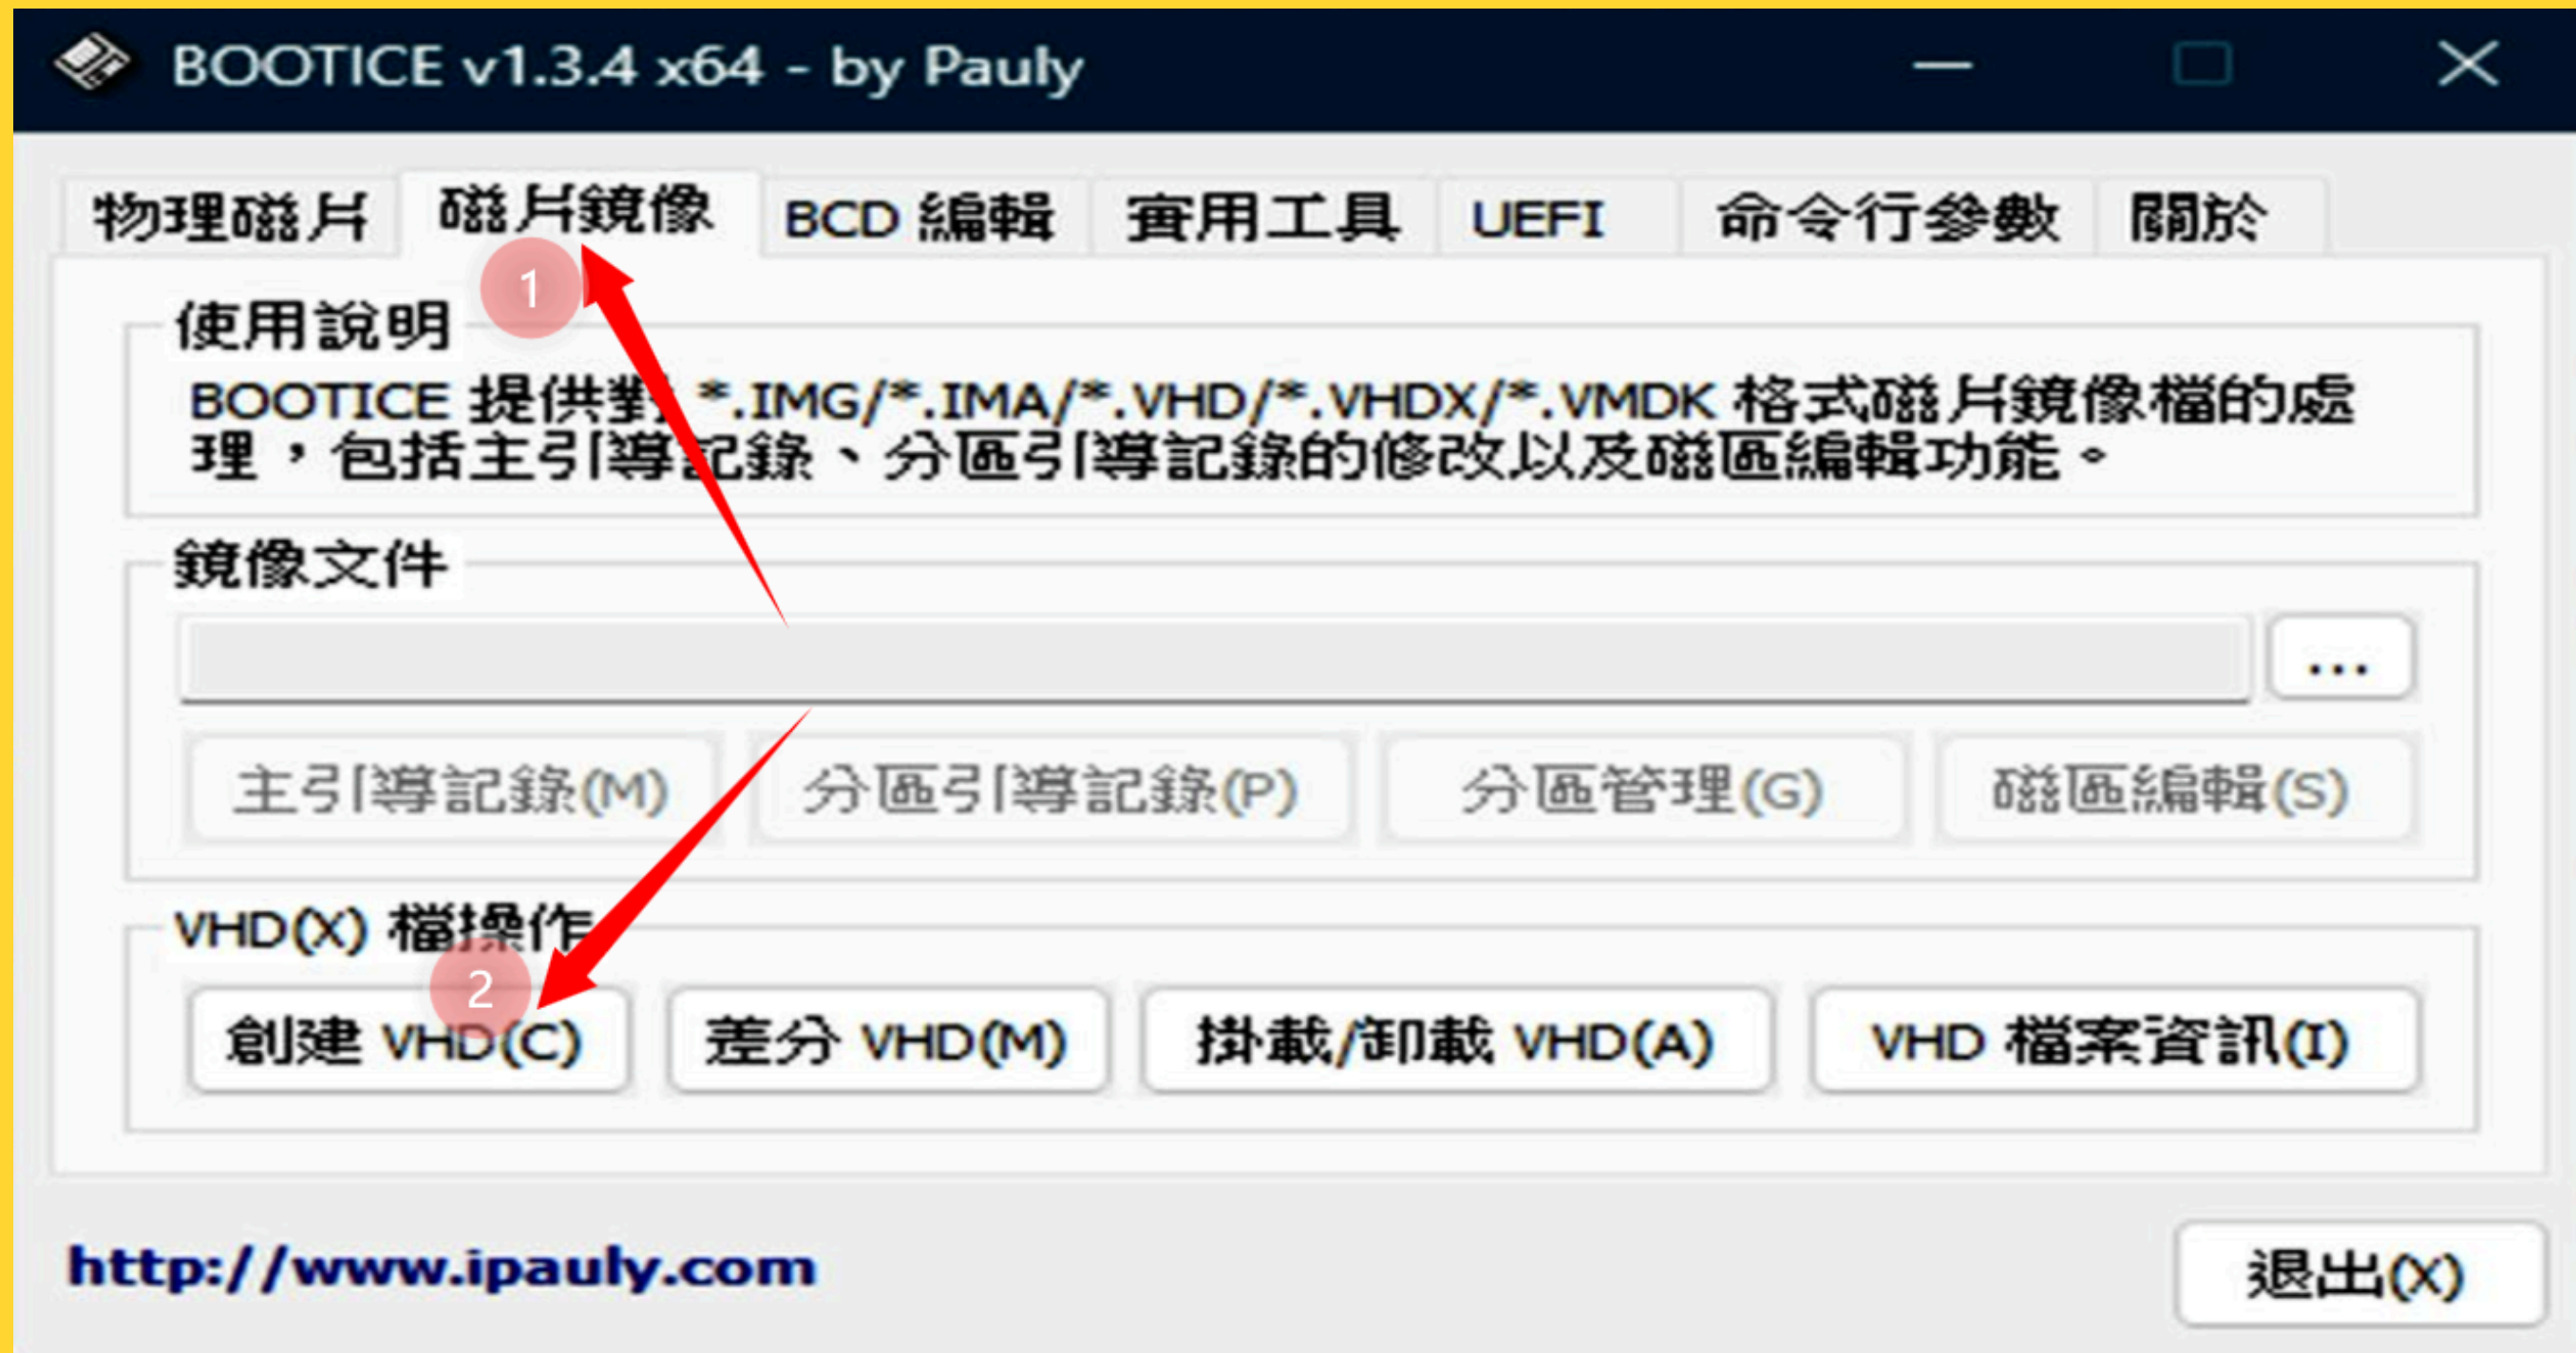 BOOTICE v1.3.4 x64 - by Pauly
物理磁片 磁片鏡像 BCD 編輯 實用工具 UEFI 命令行參數 關於
1
使用說明
BOOTICE 提供對 *.IMG/*.IMA/*.VHD/*.VHDX/*.VMDK 格式磁片鏡像檔的處
理，包括主引導記錄、分區引導記錄的修改以及磁區編輯功能。
鏡像文件
...
主引導記錄(M) 分區引導記錄(P) 分區管理(G) 磁區編輯(S)
VHD(X) 檔操作
2
創建 VHD(C) 差分 VHD(M) 掛載/卸載 VHD(A) VHD 檔案資訊(I)
http://www.ipauly.com 退出(X)